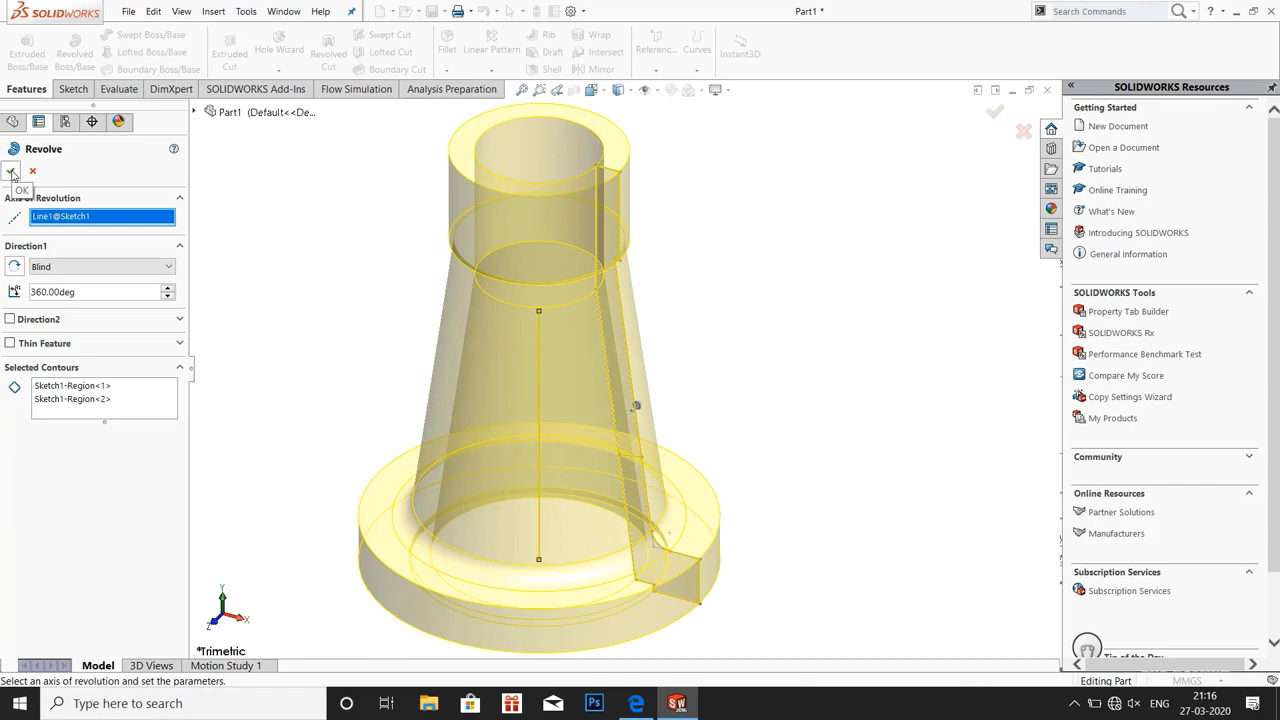 SOLIDWORKS
File Edit View Insert Tools Window Help
Part1 *
Search Commands
Extruded Boss/Base
Revolved Boss/Base
Swept Boss/Base
Lofted Boss/Base
Boundary Boss/Base
Extruded Cut
Hole Wizard
Revolved Cut
Swept Cut
Lofted Cut
Boundary Cut
Fillet
Linear Pattern
Rib
Draft
Shell
Wrap
Intersect
Mirror
Referenc...
Curves
Instant3D
Features Sketch Evaluate DimXpert SOLIDWORKS Add-Ins Flow Simulation Analysis Preparation
Part1 (Default<<De...
Revolve
OK
Axis of Revolution
Line1@Sketch1
Direction1
Blind
360.00deg
Direction2
Thin Feature
Selected Contours
Sketch1-Region<1>
Sketch1-Region<2>
Y
X
Z
*Trimetric
SOLIDWORKS Resources
Getting Started
New Document
Open a Document
Tutorials
Online Training
What's New
Introducing SOLIDWORKS
General Information
SOLIDWORKS Tools
Property Tab Builder
SOLIDWORKS Rx
Performance Benchmark Test
Compare My Score
Copy Settings Wizard
My Products
Community
Online Resources
Partner Solutions
Manufacturers
Subscription Services
Subscription Services
Model 3D Views Motion Study 1
Select an axis of revolution and set the parameters.
Editing Part
MMGS
Type here to search
ENG
21:16
27-03-2020